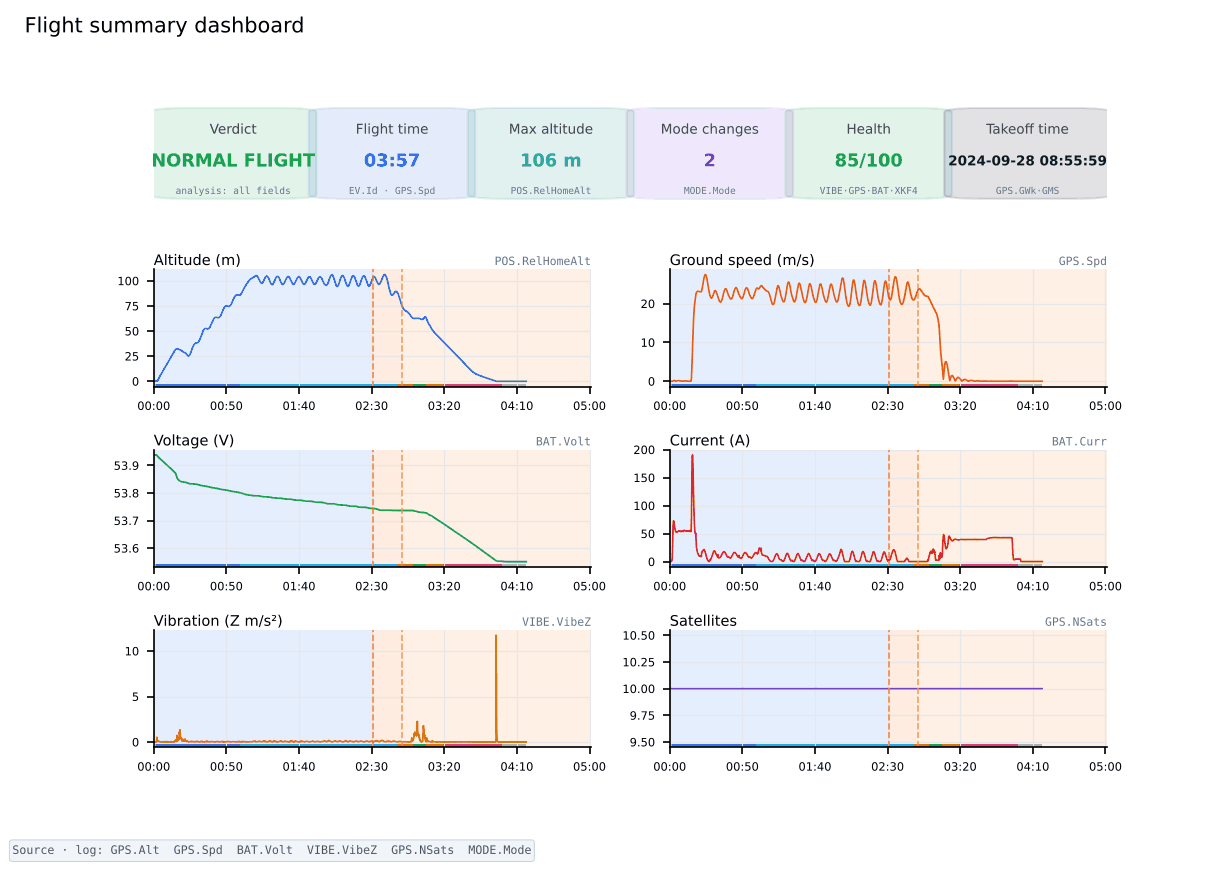 Flight summary dashboard
Verdict
NORMAL FLIGHT
analysis: all fields
Flight time
03:57
EV.Id · GPS.Spd
Max altitude
106 m
POS.RelHomeAlt
Mode changes
2
MODE.Mode
Health
85/100
VIBE·GPS·BAT·XKF4
Takeoff time
2024-09-28 08:55:59
GPS.GWk·GMS
Altitude (m)
POS.RelHomeAlt
100
75
50
25
0
00:00 00:50 01:40 02:30 03:20 04:10 05:00
Ground speed (m/s)
GPS.Spd
20
10
0
00:00 00:50 01:40 02:30 03:20 04:10 05:00
Voltage (V)
BAT.Volt
53.9
53.8
53.7
53.6
00:00 00:50 01:40 02:30 03:20 04:10 05:00
Current (A)
BAT.Curr
200
150
100
50
0
00:00 00:50 01:40 02:30 03:20 04:10 05:00
Vibration (Z m/s²)
VIBE.VibeZ
10
5
0
00:00 00:50 01:40 02:30 03:20 04:10 05:00
Satellites
GPS.NSats
10.50
10.25
10.00
9.75
9.50
00:00 00:50 01:40 02:30 03:20 04:10 05:00
Source · log: GPS.Alt GPS.Spd BAT.Volt VIBE.VibeZ GPS.NSats MODE.Mode